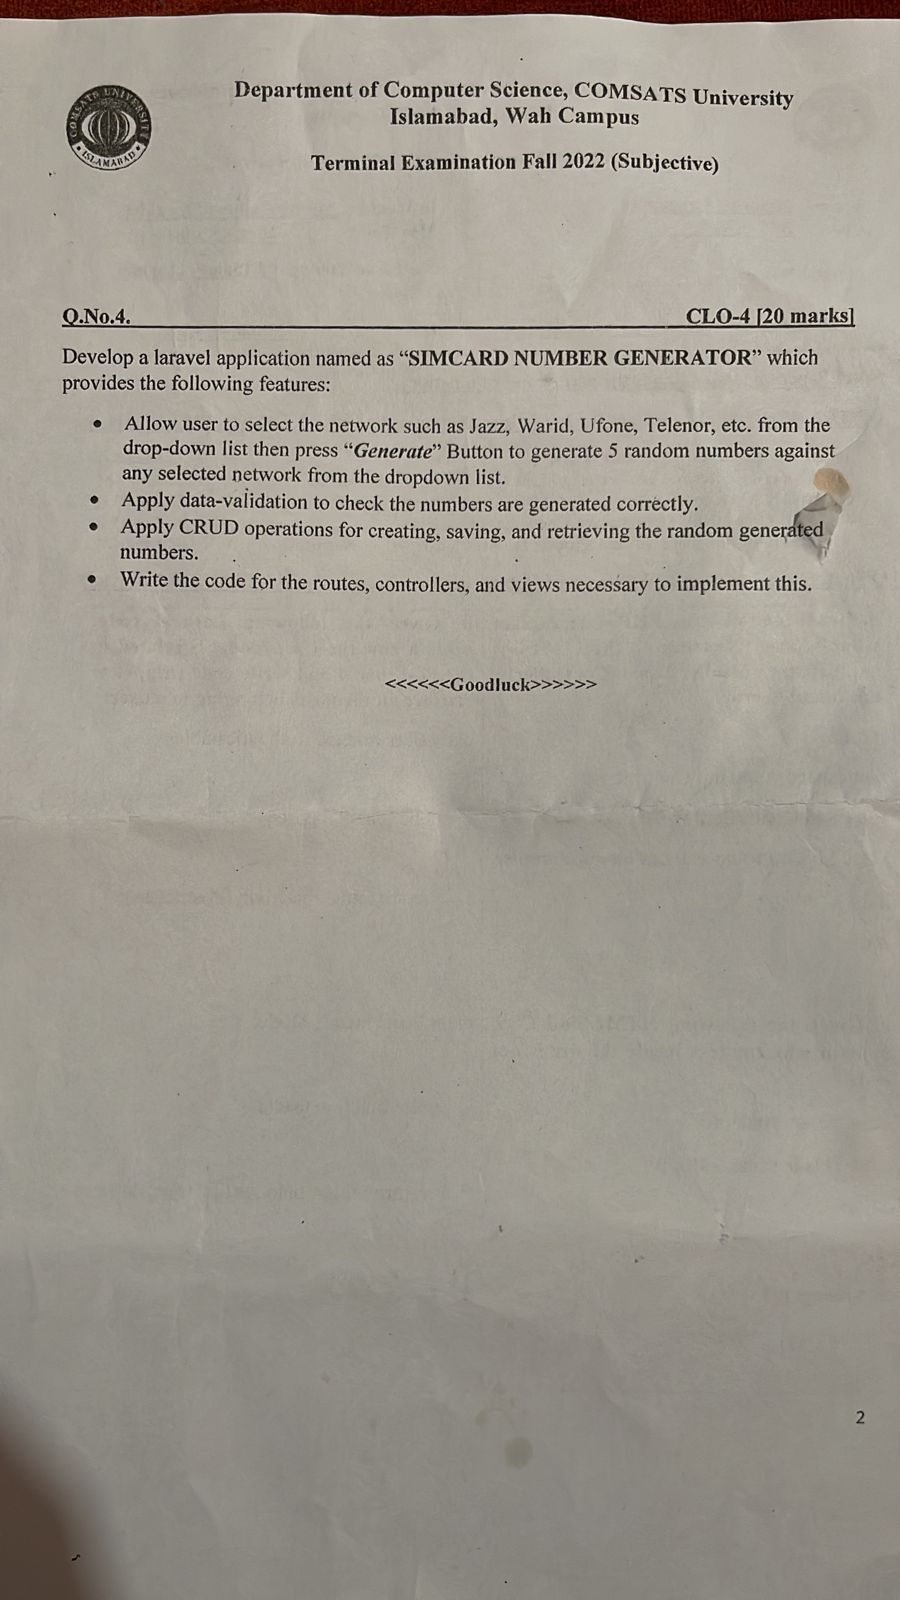 COMSATS UNIVERSITY
ISLAMABAD
Department of Computer Science, COMSATS University
Islamabad, Wah Campus
Terminal Examination Fall 2022 (Subjective)
Q.No.4. CLO-4 [20 marks]
Develop a laravel application named as “SIMCARD NUMBER GENERATOR” which
provides the following features:
• Allow user to select the network such as Jazz, Warid, Ufone, Telenor, etc. from the
drop-down list then press “Generate” Button to generate 5 random numbers against
any selected network from the dropdown list.
• Apply data-validation to check the numbers are generated correctly.
• Apply CRUD operations for creating, saving, and retrieving the random generated
numbers.
• Write the code for the routes, controllers, and views necessary to implement this.
<<<<<<Goodluck>>>>>>
2